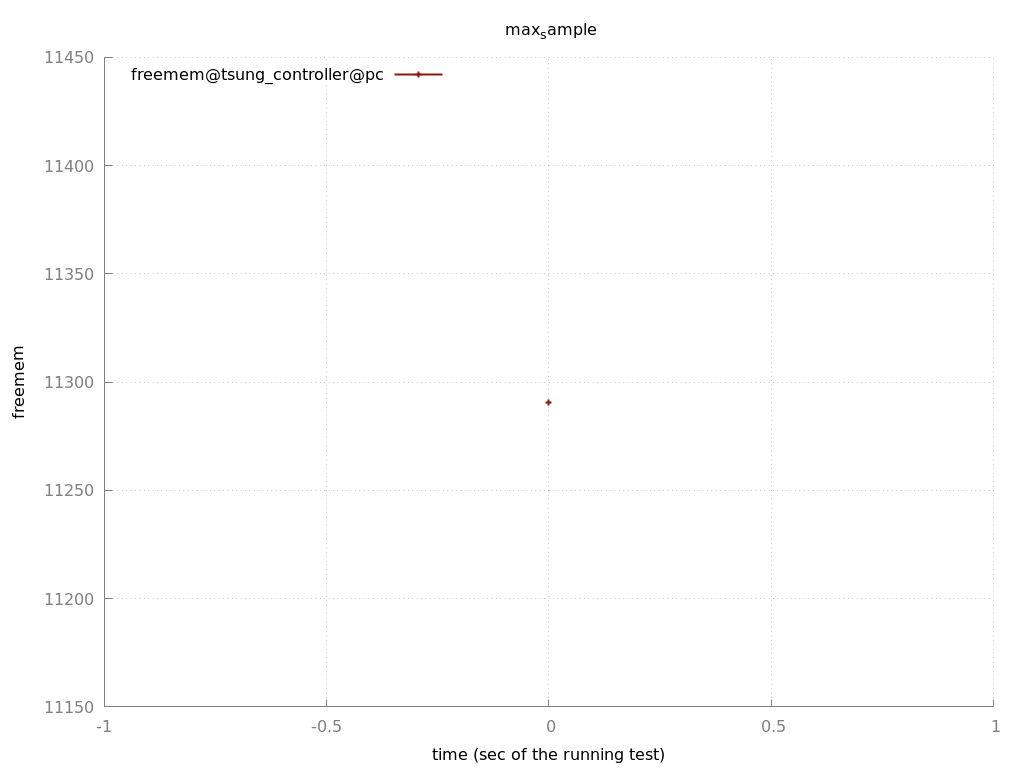 maxsample
11450
freemem@tsung_controller@pc
11400
11350
11300
11250
11200
11150
freemem
-1 -0.5 0 0.5 1
time (sec of the running test)